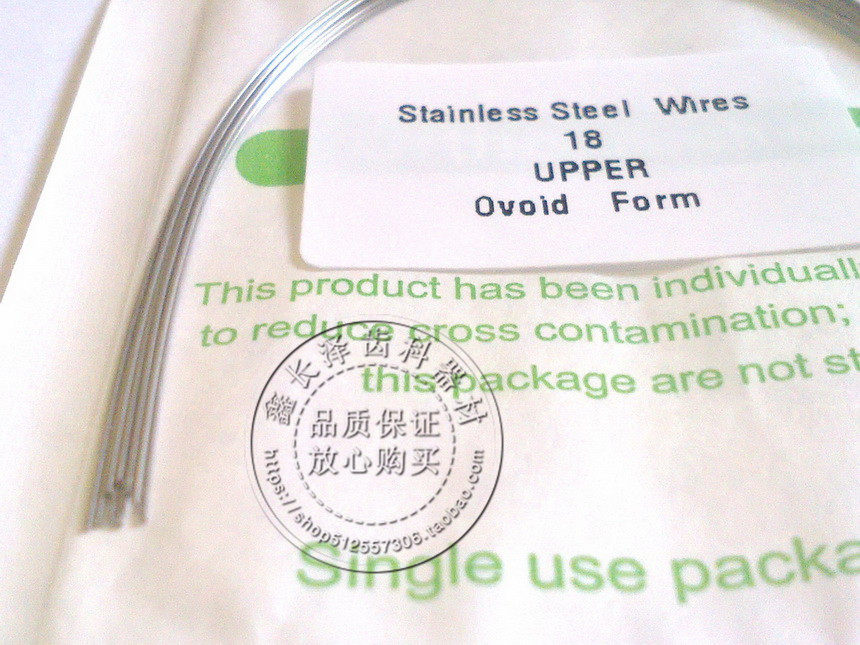 Stainless Steel Wires
18
UPPER
Ovoid Form
This product has been individuall
to reduce cross contamination;
this package are not st
鑫长泽齿科器材
品质保证
放心购买
https://shop512557306.taobao.com
Single use packa